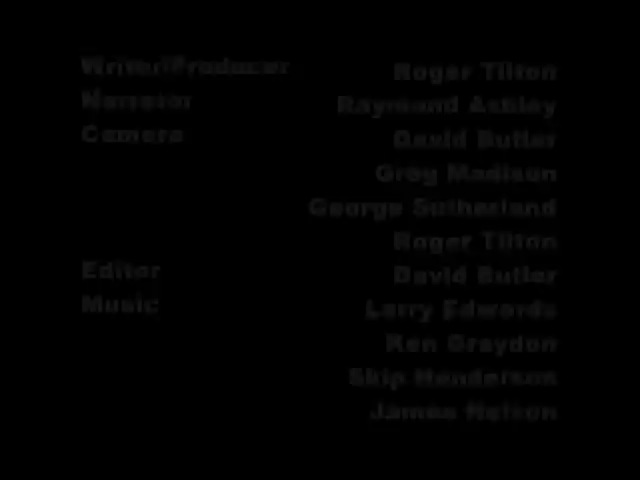 Writer/Producer Roger Tilton
Narrator Raymond Ashley
Camera David Butler
Greg Madison
George Sutherland
Roger Tilton
Editor David Butler
Music Larry Edwards
Ken Graydon
Skip Henderson
James Nelson